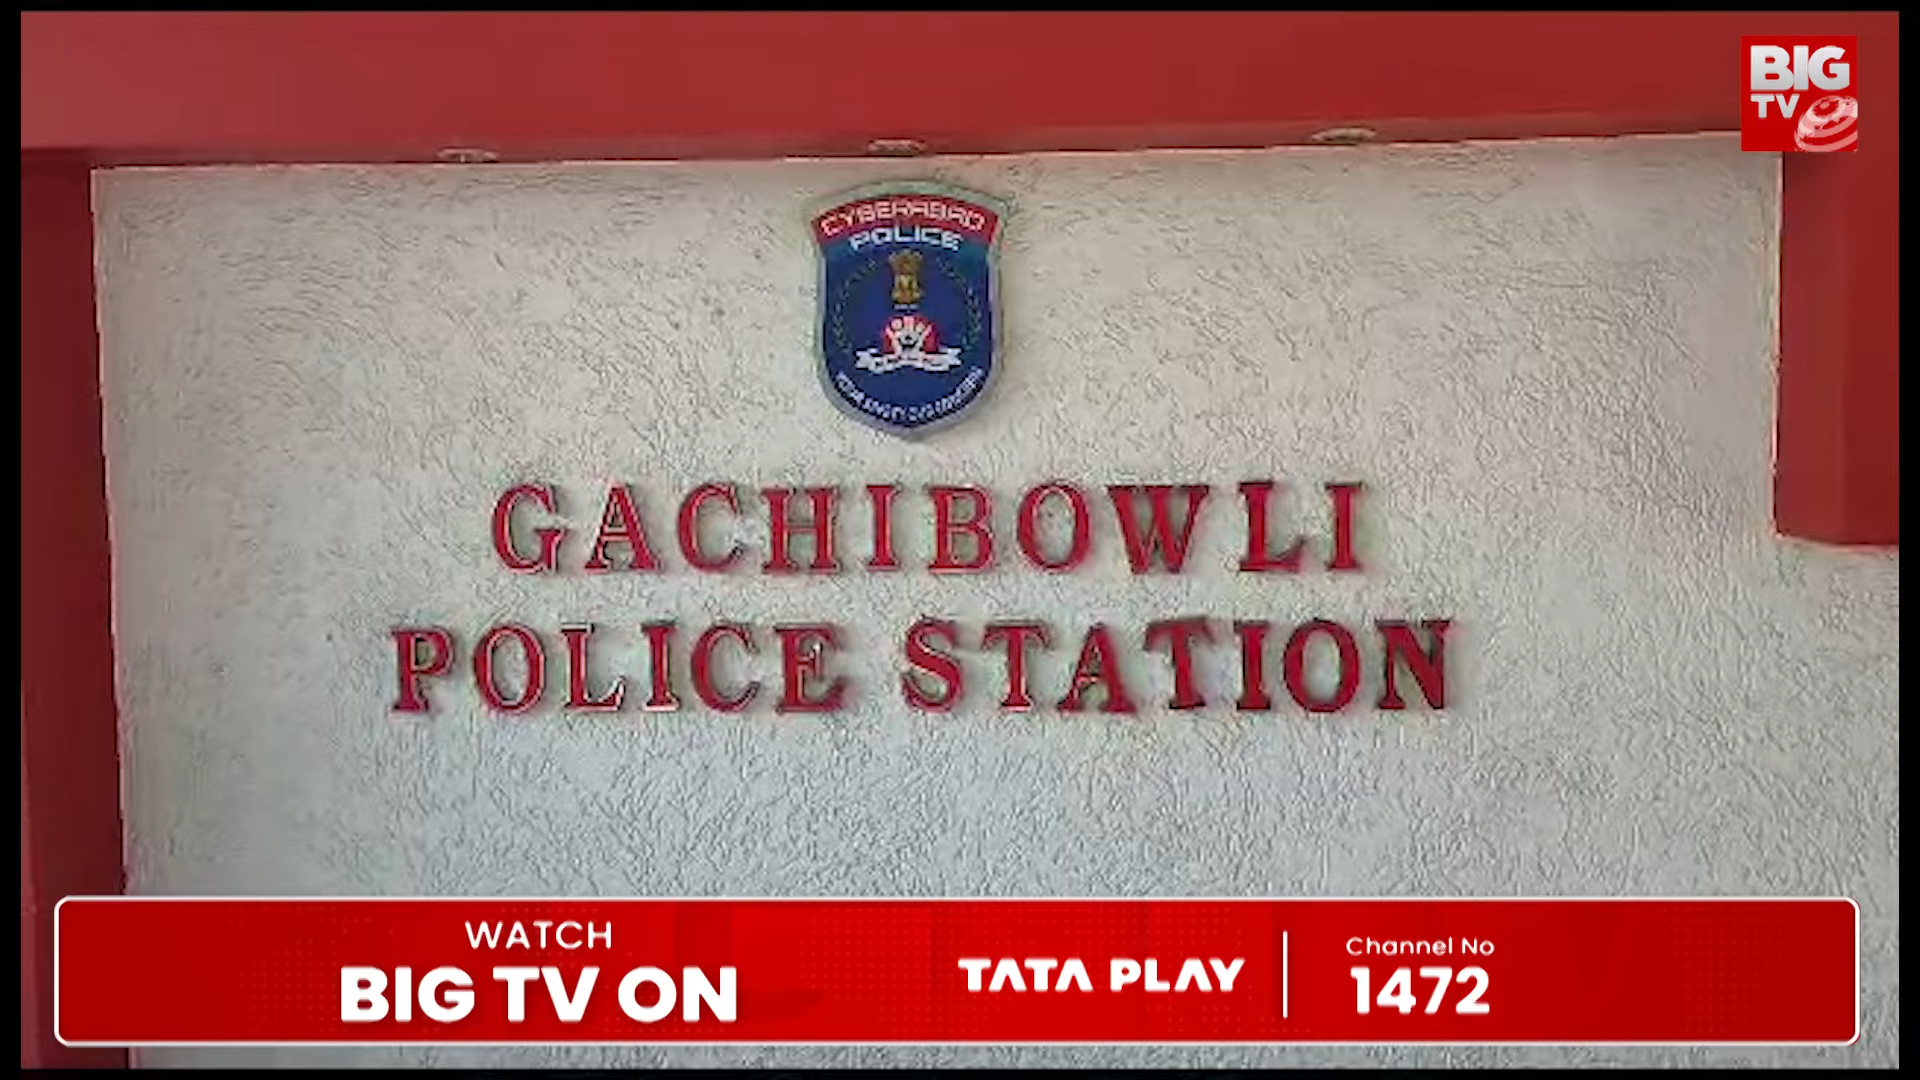 BIG
TV
CYBERABAD
POLICE
GACHIBOWLI
POLICE STATION
WATCH
BIG TV ON
TATA PLAY
Channel No
1472